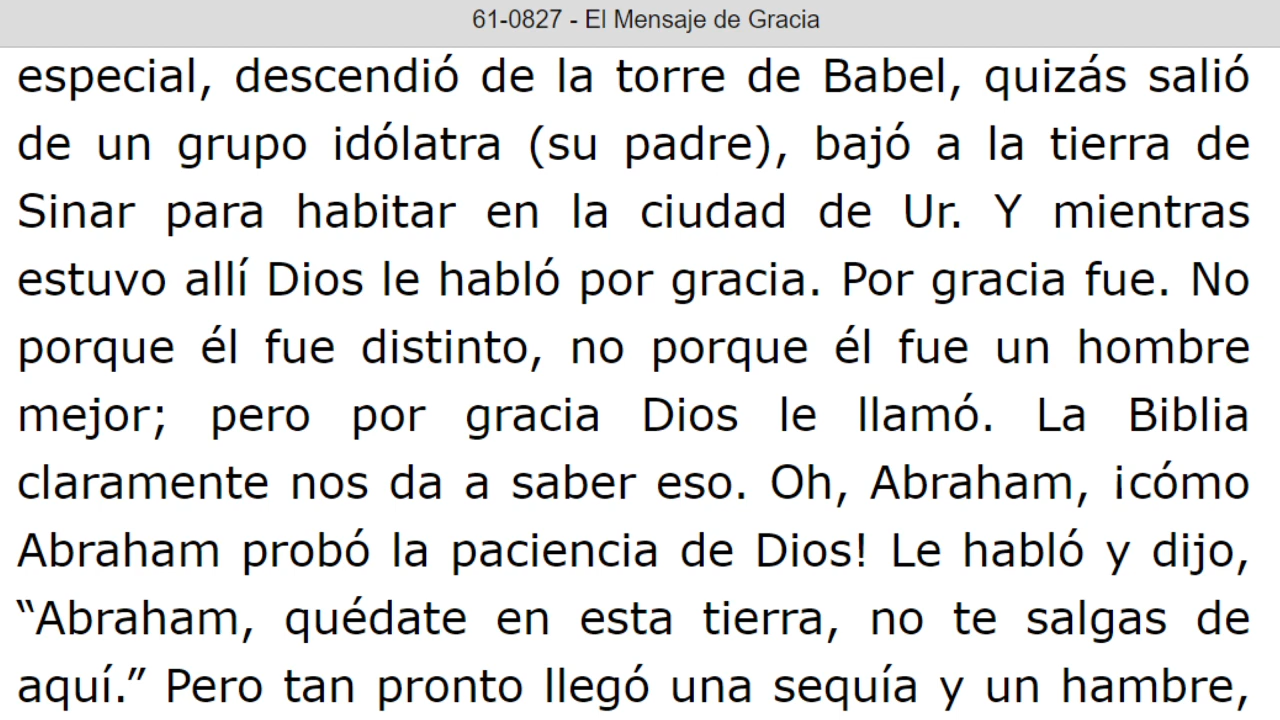 61-0827 - El Mensaje de Gracia
especial, descendió de la torre de Babel, quizás salió
de un grupo idólatra (su padre), bajó a la tierra de
Sinar para habitar en la ciudad de Ur. Y mientras
estuvo allí Dios le habló por gracia. Por gracia fue. No
porque él fue distinto, no porque él fue un hombre
mejor; pero por gracia Dios le llamó. La Biblia
claramente nos da a saber eso. Oh, Abraham, ¡cómo
Abraham probó la paciencia de Dios! Le habló y dijo,
“Abraham, quédate en esta tierra, no te salgas de
aquí.” Pero tan pronto llegó una sequía y un hambre,